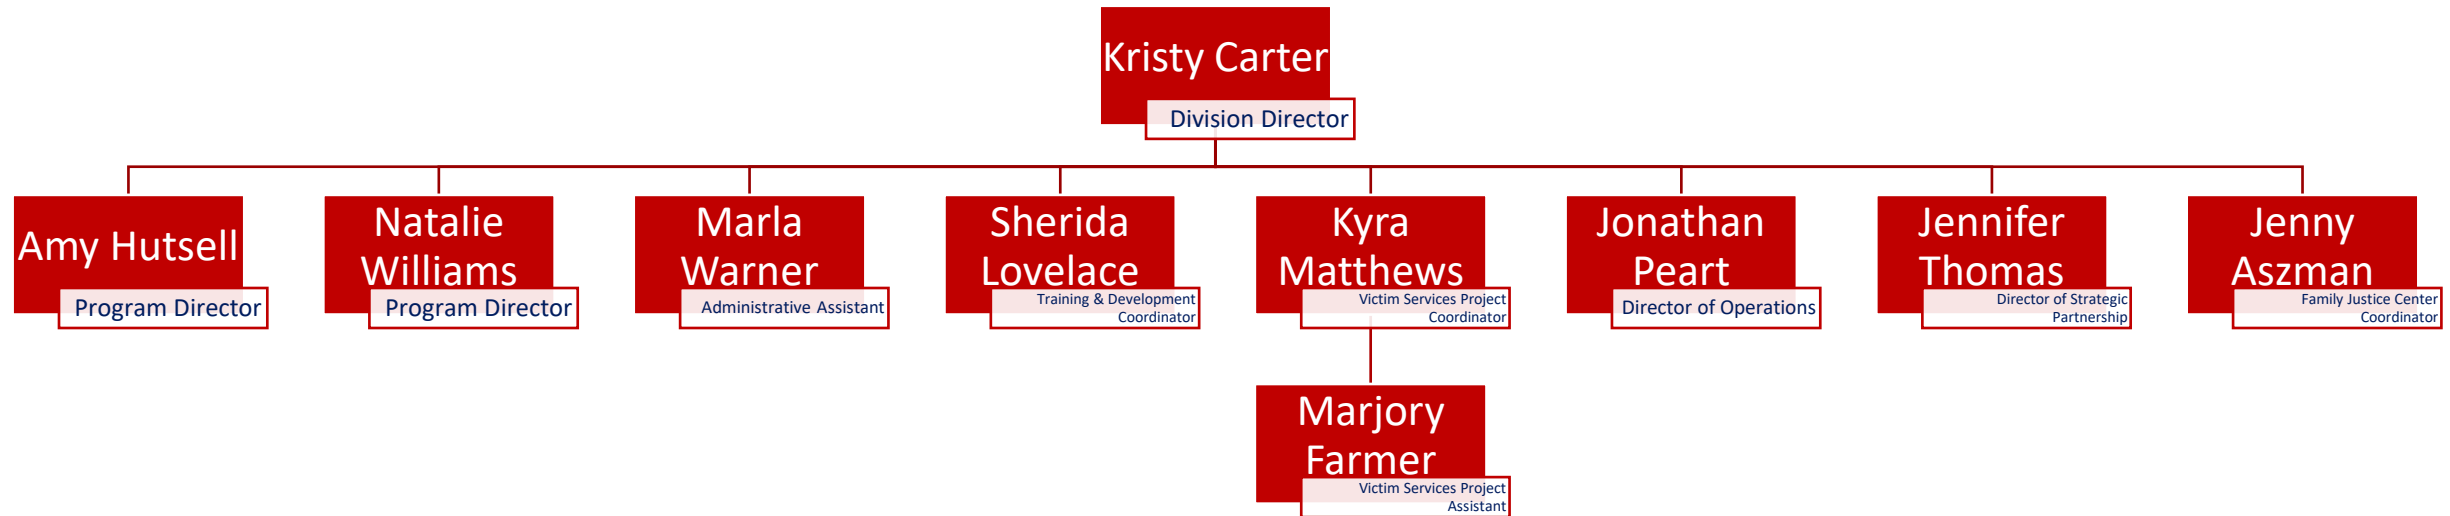 Kristy Carter
Division Director
Amy Hutsell
Program Director
Natalie
Williams
Program Director
Marla
Warner
Administrative Assistant
Sherida
Lovelace
Training & Development
Coordinator
Kyra
Matthews
Victim Services Project
Coordinator
Jonathan
Peart
Director of Operations
Jennifer
Thomas
Director of Strategic
Partnership
Jenny
Aszman
Family Justice Center
Coordinator
Marjory
Farmer
Victim Services Project
Assistant